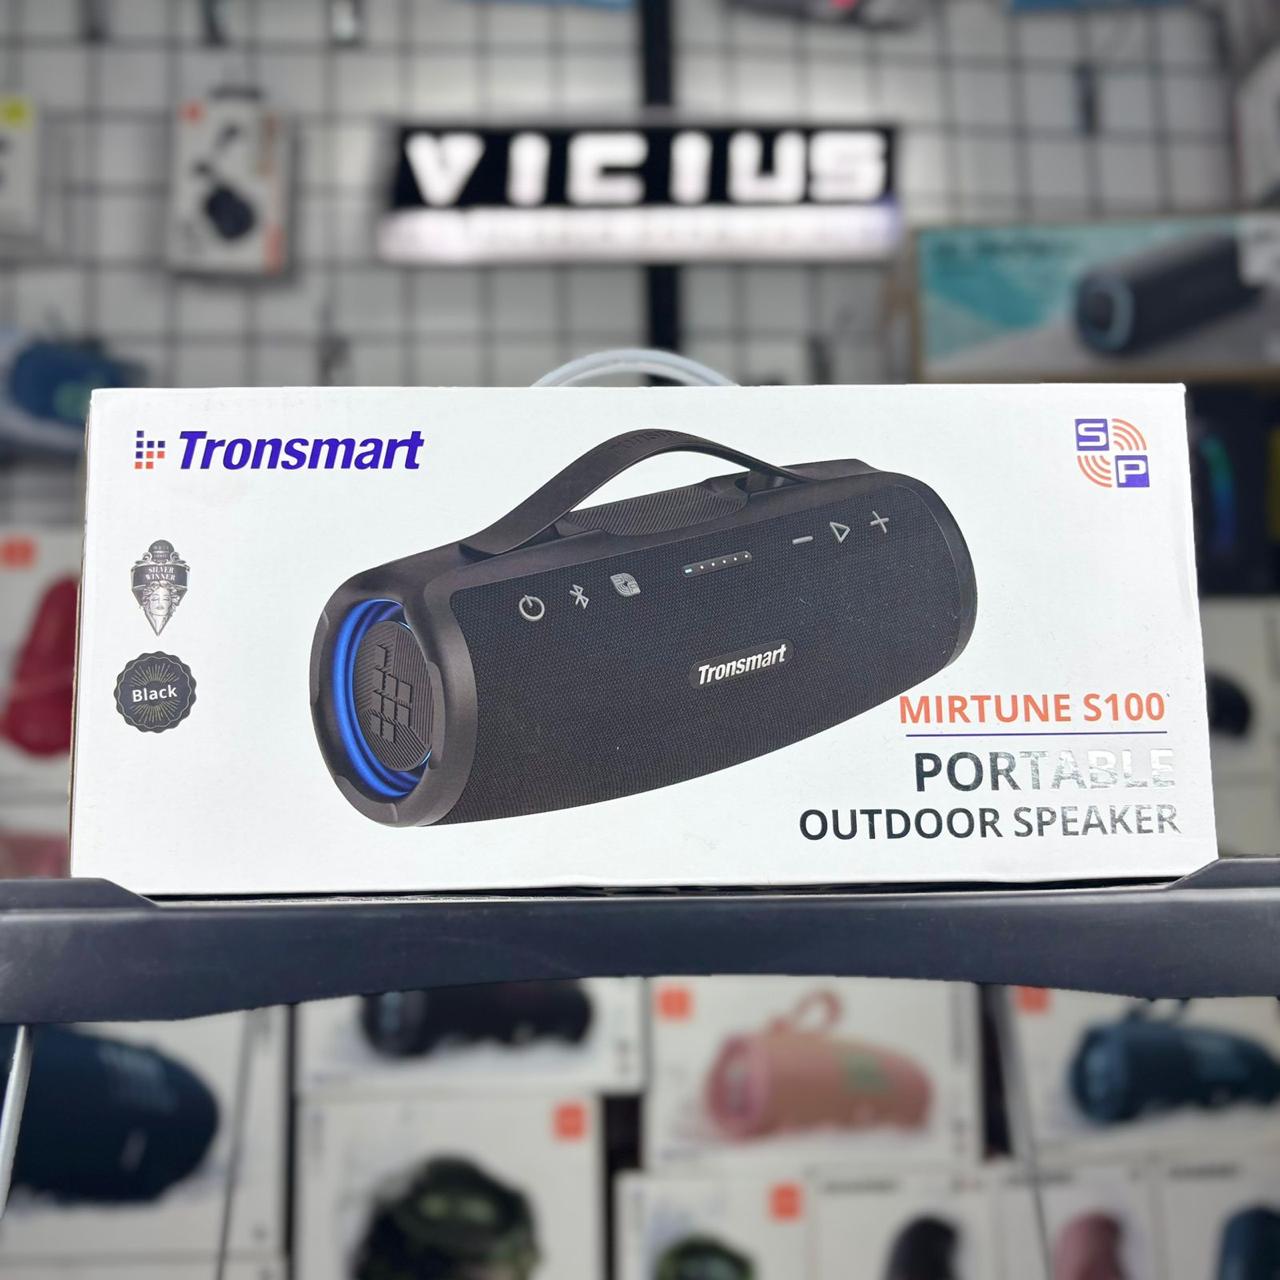 VICIUS
Tronsmart
S
P
SILVER
WINNER
Black
Tronsmart
MIRTUNE S100
PORTABLE
OUTDOOR SPEAKER